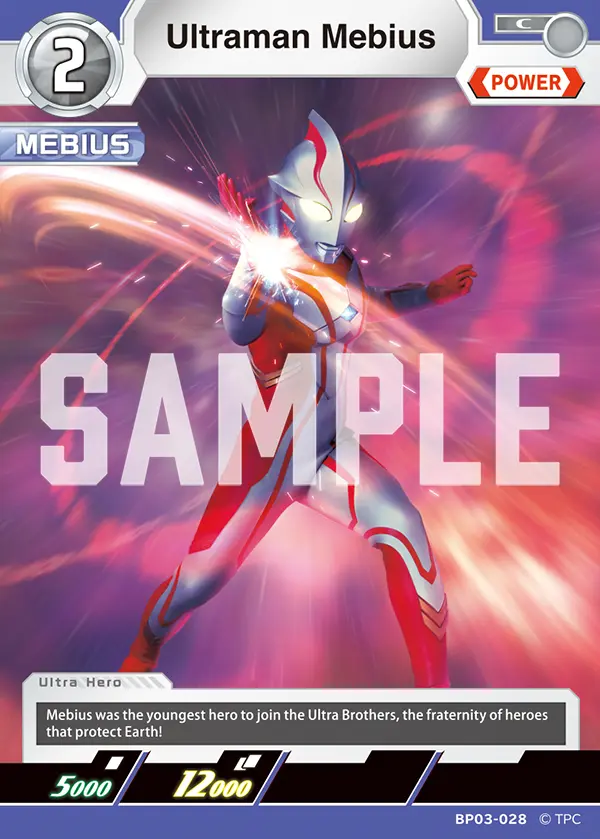 2
Ultraman Mebius
C
POWER
MEBIUS
SAMPLE
Ultra Hero
Mebius was the youngest hero to join the Ultra Brothers, the fraternity of heroes
that protect Earth!
5000
12000
BP03-028 © TPC